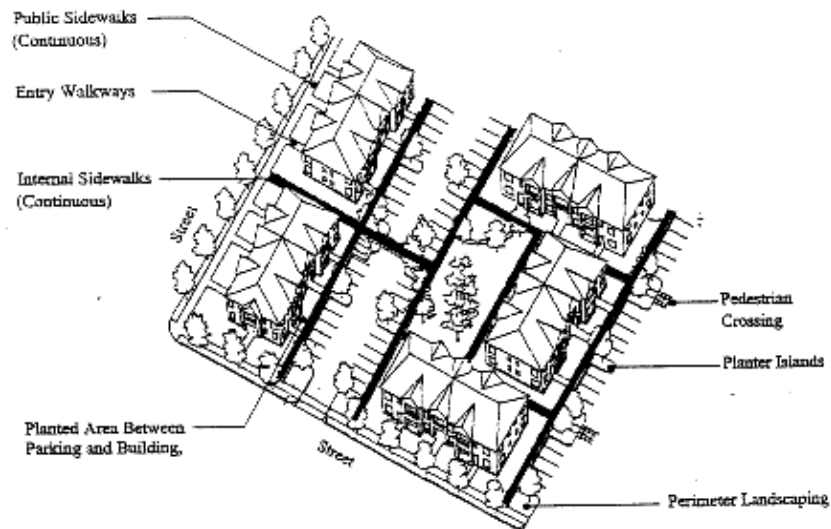 Public Sidewalks
(Continuous)
Entry Walkways
Internal Sidewalks
(Continuous)
Street
Pedestrian
Crossing
Planter Islands
Planted Area Between
Parking and Building,
Street
Perimeter Landscaping